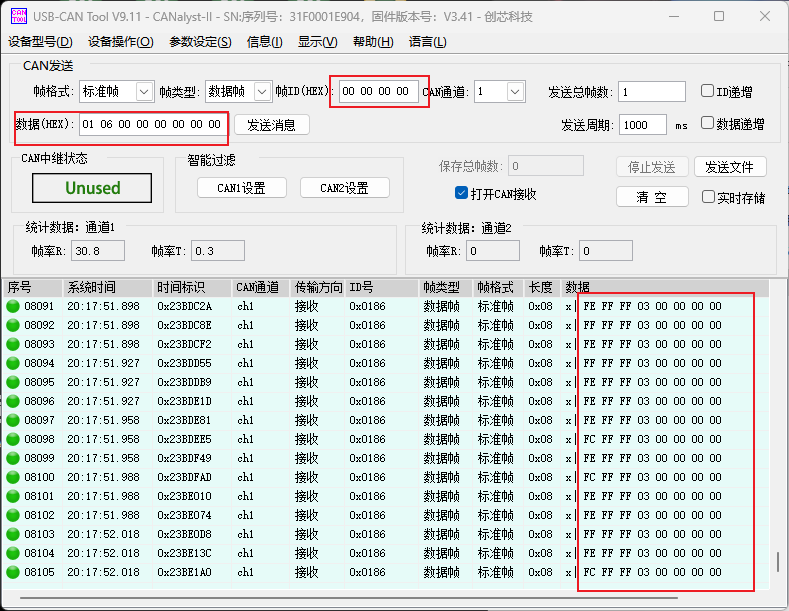 USB-CAN Tool V9.11 - CANalyst-II - SN:序列号：31F0001E904，固件版本号：V3.41 - 创芯科技
设备型号(D) 设备操作(O) 参数设定(S) 信息(I) 显示(V) 帮助(H) 语言(L)
CAN发送
帧格式: 标准帧 帧类型: 数据帧 帧ID(HEX): 00 00 00 00 CAN通道: 1 发送总帧数: 1 ID递增
数据(HEX): 01 06 00 00 00 00 00 00 发送消息 发送周期: 1000 ms 数据递增
CAN中继状态 智能过滤
保存总帧数: 0 停止发送 发送文件
Unused CAN1设置 CAN2设置 打开CAN接收 清 空 实时存储
统计数据: 通道1 统计数据: 通道2
帧率R: 30.8 帧率T: 0.3 帧率R: 0 帧率T: 0
序号 系统时间 时间标识 CAN通道 传输方向 ID号 帧类型 帧格式 长度 数据
08091 20:17:51.898 0x23BDC2A ch1 接收 0x0186 数据帧 标准帧 0x08 x| FE FF FF 03 00 00 00 00
08092 20:17:51.898 0x23BDC8E ch1 接收 0x0186 数据帧 标准帧 0x08 x| FE FF FF 03 00 00 00 00
08093 20:17:51.898 0x23BDCF2 ch1 接收 0x0186 数据帧 标准帧 0x08 x| FE FF FF 03 00 00 00 00
08094 20:17:51.927 0x23BDD55 ch1 接收 0x0186 数据帧 标准帧 0x08 x| FE FF FF 03 00 00 00 00
08095 20:17:51.927 0x23BDDB9 ch1 接收 0x0186 数据帧 标准帧 0x08 x| FE FF FF 03 00 00 00 00
08096 20:17:51.927 0x23BDE1D ch1 接收 0x0186 数据帧 标准帧 0x08 x| FE FF FF 03 00 00 00 00
08097 20:17:51.958 0x23BDE81 ch1 接收 0x0186 数据帧 标准帧 0x08 x| FE FF FF 03 00 00 00 00
08098 20:17:51.958 0x23BDEE5 ch1 接收 0x0186 数据帧 标准帧 0x08 x| FC FF FF 03 00 00 00 00
08099 20:17:51.958 0x23BDF49 ch1 接收 0x0186 数据帧 标准帧 0x08 x| FE FF FF 03 00 00 00 00
08100 20:17:51.988 0x23BDFAD ch1 接收 0x0186 数据帧 标准帧 0x08 x| FC FF FF 03 00 00 00 00
08101 20:17:51.988 0x23BE010 ch1 接收 0x0186 数据帧 标准帧 0x08 x| FE FF FF 03 00 00 00 00
08102 20:17:51.988 0x23BE074 ch1 接收 0x0186 数据帧 标准帧 0x08 x| FE FF FF 03 00 00 00 00
08103 20:17:52.018 0x23BE0D8 ch1 接收 0x0186 数据帧 标准帧 0x08 x| FE FF FF 03 00 00 00 00
08104 20:17:52.018 0x23BE13C ch1 接收 0x0186 数据帧 标准帧 0x08 x| FE FF FF 03 00 00 00 00
08105 20:17:52.018 0x23BE1A0 ch1 接收 0x0186 数据帧 标准帧 0x08 x| FC FF FF 03 00 00 00 00